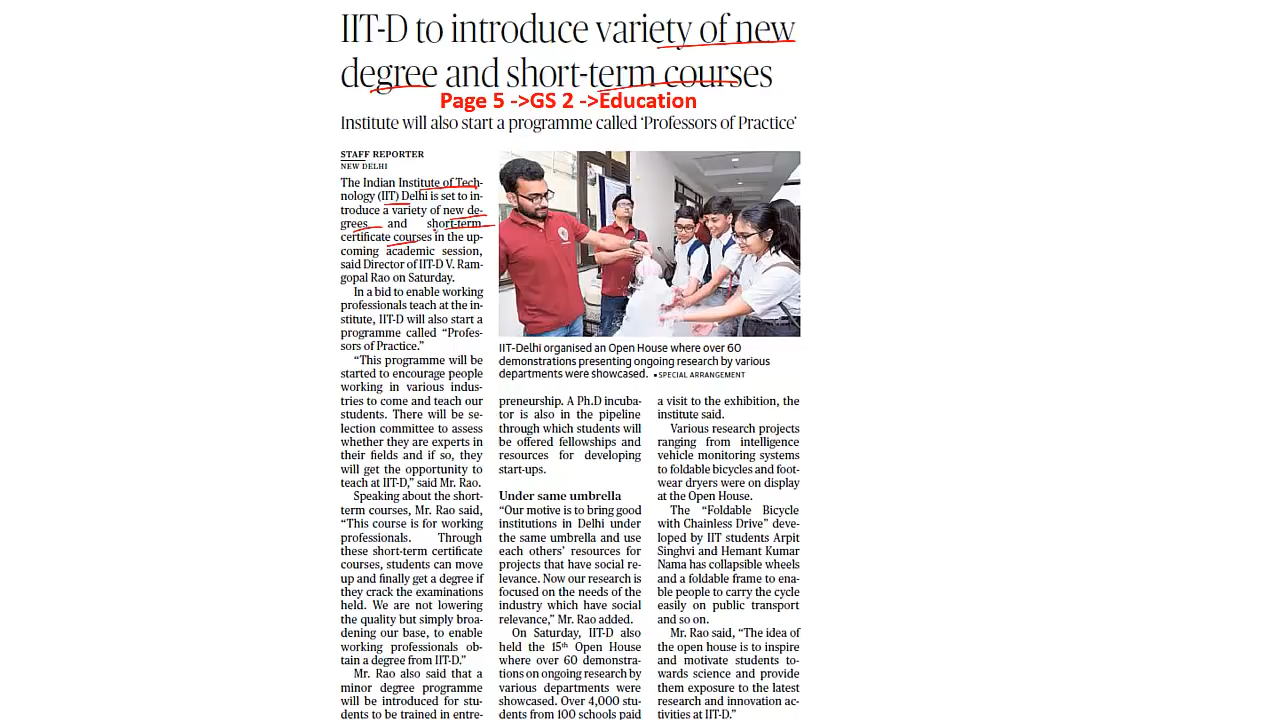 IIT-D to introduce variety of new
degree and short-term courses
Page 5 ->GS 2 ->Education
Institute will also start a programme called ‘Professors of Practice’
STAFF REPORTER
NEW DELHI
The Indian Institute of Tech-
nology (IIT) Delhi is set to in-
troduce a variety of new de-
grees and short-term
certificate courses in the up-
coming academic session,
said Director of IIT-D V. Ram-
gopal Rao on Saturday.
In a bid to enable working
professionals teach at the in-
stitute, IIT-D will also start a
programme called “Profes-
sors of Practice.”
“This programme will be
started to encourage people
working in various indus-
tries to come and teach our
students. There will be se-
lection committee to assess
whether they are experts in
their fields and if so, they
will get the opportunity to
teach at IIT-D,” said Mr. Rao.
Speaking about the short-
term courses, Mr. Rao said,
“This course is for working
professionals. Through
these short-term certificate
courses, students can move
up and finally get a degree if
they crack the examinations
held. We are not lowering
the quality but simply broa-
dening our base, to enable
working professionals ob-
tain a degree from IIT-D.”
Mr. Rao also said that a
minor degree programme
will be introduced for stu-
dents to be trained in entre-
IIT-Delhi organised an Open House where over 60
demonstrations presenting ongoing research by various
departments were showcased. ▪SPECIAL ARRANGEMENT
preneurship. A Ph.D incuba-
tor is also in the pipeline
through which students will
be offered fellowships and
resources for developing
start-ups.
Under same umbrella
“Our motive is to bring good
institutions in Delhi under
the same umbrella and use
each others’ resources for
projects that have social re-
levance. Now our research is
focused on the needs of the
industry which have social
relevance,” Mr. Rao added.
On Saturday, IIT-D also
held the 15th Open House
where over 60 demonstra-
tions on ongoing research by
various departments were
showcased. Over 4,000 stu-
dents from 100 schools paid
a visit to the exhibition, the
institute said.
Various research projects
ranging from intelligence
vehicle monitoring systems
to foldable bicycles and foot-
wear dryers were on display
at the Open House.
The “Foldable Bicycle
with Chainless Drive” deve-
loped by IIT students Arpit
Singhvi and Hemant Kumar
Nama has collapsible wheels
and a foldable frame to ena-
ble people to carry the cycle
easily on public transport
and so on.
Mr. Rao said, “The idea of
the open house is to inspire
and motivate students to-
wards science and provide
them exposure to the latest
research and innovation ac-
tivities at IIT-D.”